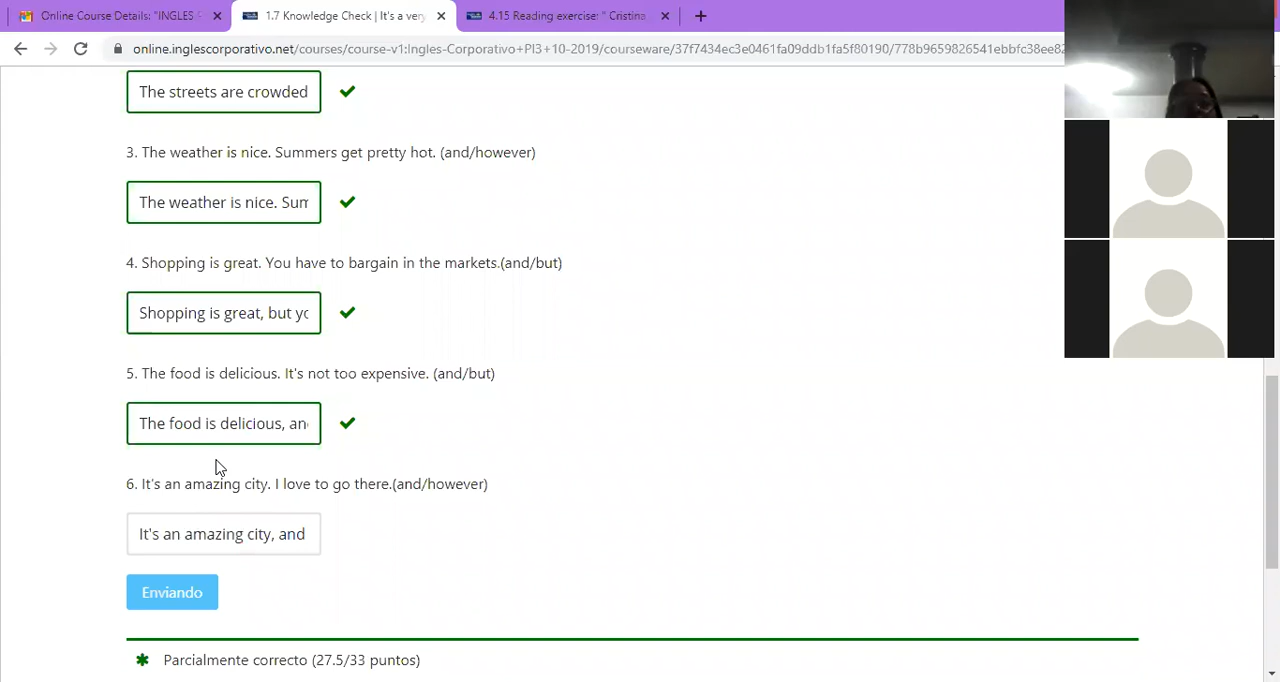 Online Course Details: "INGLES P
1.7 Knowledge Check | It's a very
4.15 Reading exercise: " Cristina
online.inglescorporativo.net/courses/course-v1:Ingles-Corporativo+PI3+10-2019/courseware/37f7434ec3e0461fa09ddb1fa5f80190/778b9659826541ebbfc38ee82
The streets are crowded
3. The weather is nice. Summers get pretty hot. (and/however)
The weather is nice. Sum
4. Shopping is great. You have to bargain in the markets.(and/but)
Shopping is great, but yo
5. The food is delicious. It's not too expensive. (and/but)
The food is delicious, an
6. It's an amazing city. I love to go there.(and/however)
It's an amazing city, and
Enviando
Parcialmente correcto (27.5/33 puntos)